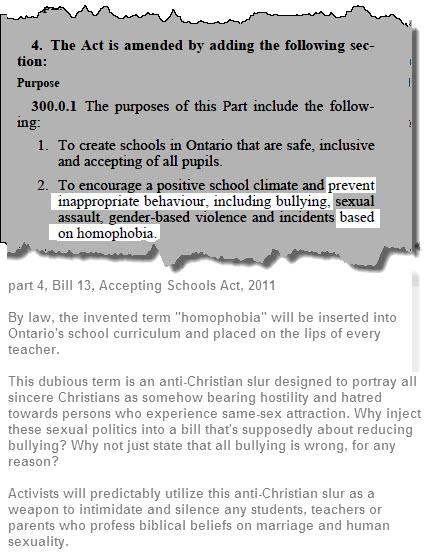 4. The Act is amended by adding the following sec-
tion:
Purpose
300.0.1 The purposes of this Part include the follow-
ing:
1. To create schools in Ontario that are safe, inclusive
and accepting of all pupils.
2. To encourage a positive school climate and prevent
inappropriate behaviour, including bullying, sexual
assault, gender-based violence and incidents based
on homophobia.
part 4, Bill 13, Accepting Schools Act, 2011
By law, the invented term "homophobia" will be inserted into
Ontario's school curriculum and placed on the lips of every
teacher.
This dubious term is an anti-Christian slur designed to portray all
sincere Christians as somehow bearing hostility and hatred
towards persons who experience same-sex attraction. Why inject
these sexual politics into a bill that's supposedly about reducing
bullying? Why not just state that all bullying is wrong, for any
reason?
Activists will predictably utilize this anti-Christian slur as a
weapon to intimidate and silence any students, teachers or
parents who profess biblical beliefs on marriage and human
sexuality.